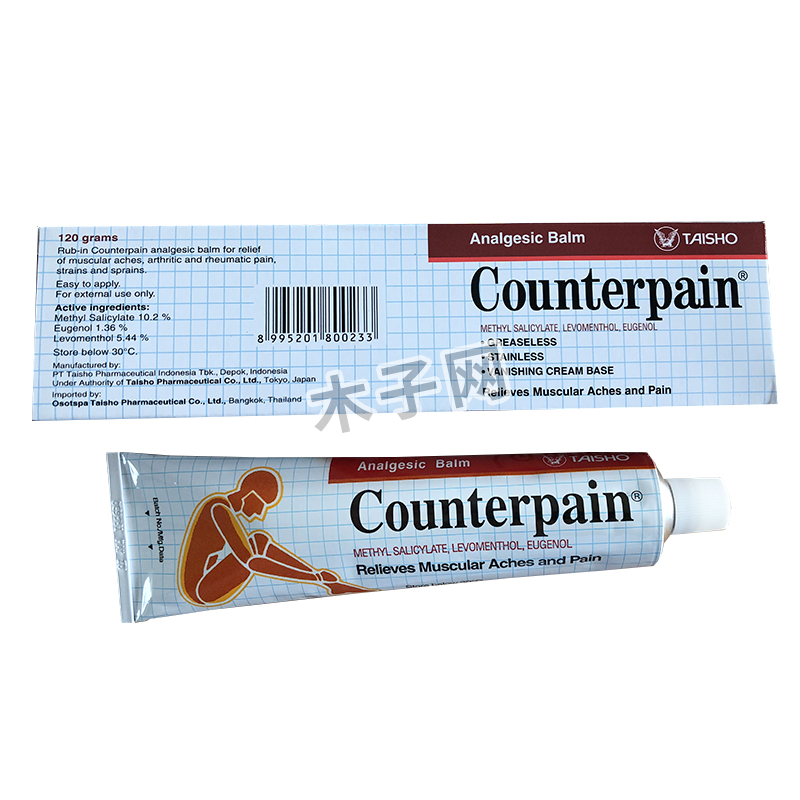 120 grams
Rub-in Counterpain analgesic balm for relief
of muscular aches, arthritic and rheumatic pain,
strains and sprains.
Easy to apply.
For external use only.
Active ingredients:
Methyl Salicylate 10.2 %
Eugenol 1.36 %
Levomenthol 5.44 %
Store below 30°C.
Manufactured by:
PT Taisho Pharmaceutical Indonesia Tbk., Depok, Indonesia
Under Authority of Taisho Pharmaceutical Co., Ltd., Tokyo, Japan
Imported by:
Osotspa Taisho Pharmaceutical Co., Ltd., Bangkok, Thailand
8 995201 800233
Analgesic Balm
TAISHO
Counterpain®
METHYL SALICYLATE, LEVOMENTHOL, EUGENOL
• GREASELESS
• STAINLESS
• VANISHING CREAM BASE
Relieves Muscular Aches and Pain
木子网
Analgesic Balm
TAISHO
Counterpain®
METHYL SALICYLATE, LEVOMENTHOL, EUGENOL
Relieves Muscular Aches and Pain
Batch No./Mfg.Date